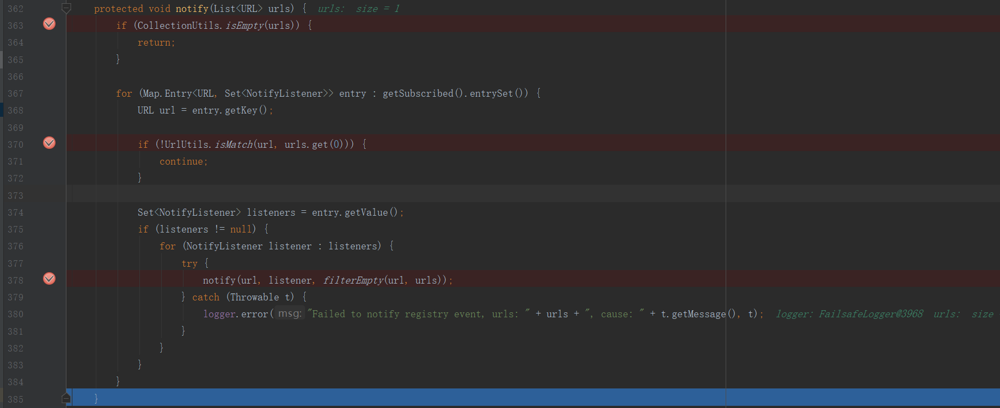 362 protected void notify(List<URL> urls) { urls: size = 1
363 if (CollectionUtils.isEmpty(urls)) {
364 return;
365 }
366
367 for (Map.Entry<URL, Set<NotifyListener>> entry : getSubscribed().entrySet()) {
368 URL url = entry.getKey();
369
370 if (!UrlUtils.isMatch(url, urls.get(0))) {
371 continue;
372 }
373
374 Set<NotifyListener> listeners = entry.getValue();
375 if (listeners != null) {
376 for (NotifyListener listener : listeners) {
377 try {
378 notify(url, listener, filterEmpty(url, urls));
379 } catch (Throwable t) {
380 logger.error( msg: "Failed to notify registry event, urls: " + urls + ", cause: " + t.getMessage(), t); logger: FailsafeLogger@3968 urls: size
381 }
382 }
383 }
384 }
385 }